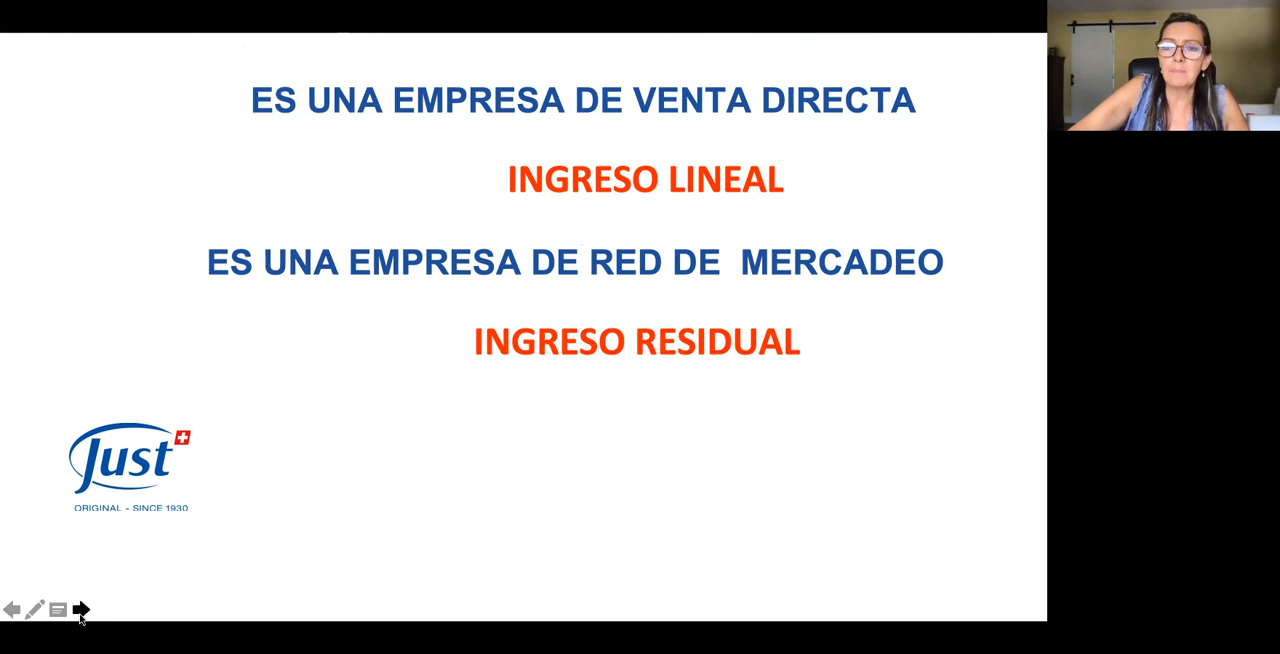 ES UNA EMPRESA DE VENTA DIRECTA
INGRESO LINEAL
ES UNA EMPRESA DE RED DE MERCADEO
INGRESO RESIDUAL
Just
ORIGINAL - SINCE 1930